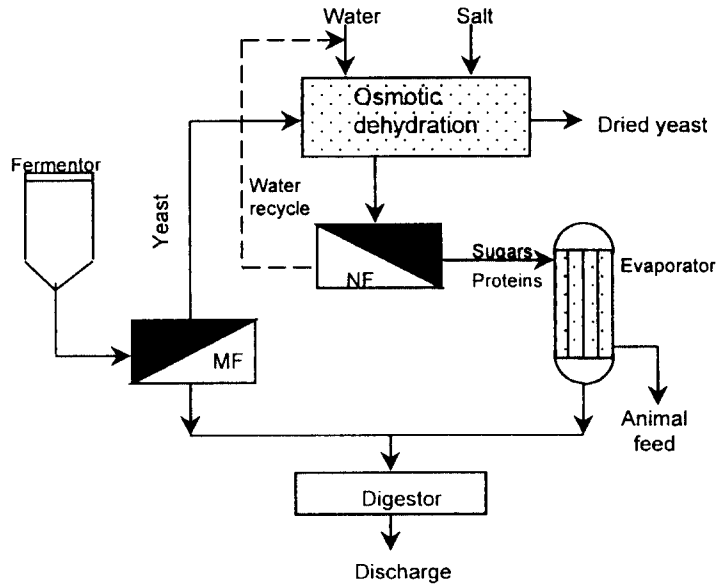 Water
Salt
Osmotic
dehydration
Dried yeast
Fermentor
Yeast
Water
recycle
NF
Sugars
Proteins
Evaporator
MF
Animal
feed
Digestor
Discharge